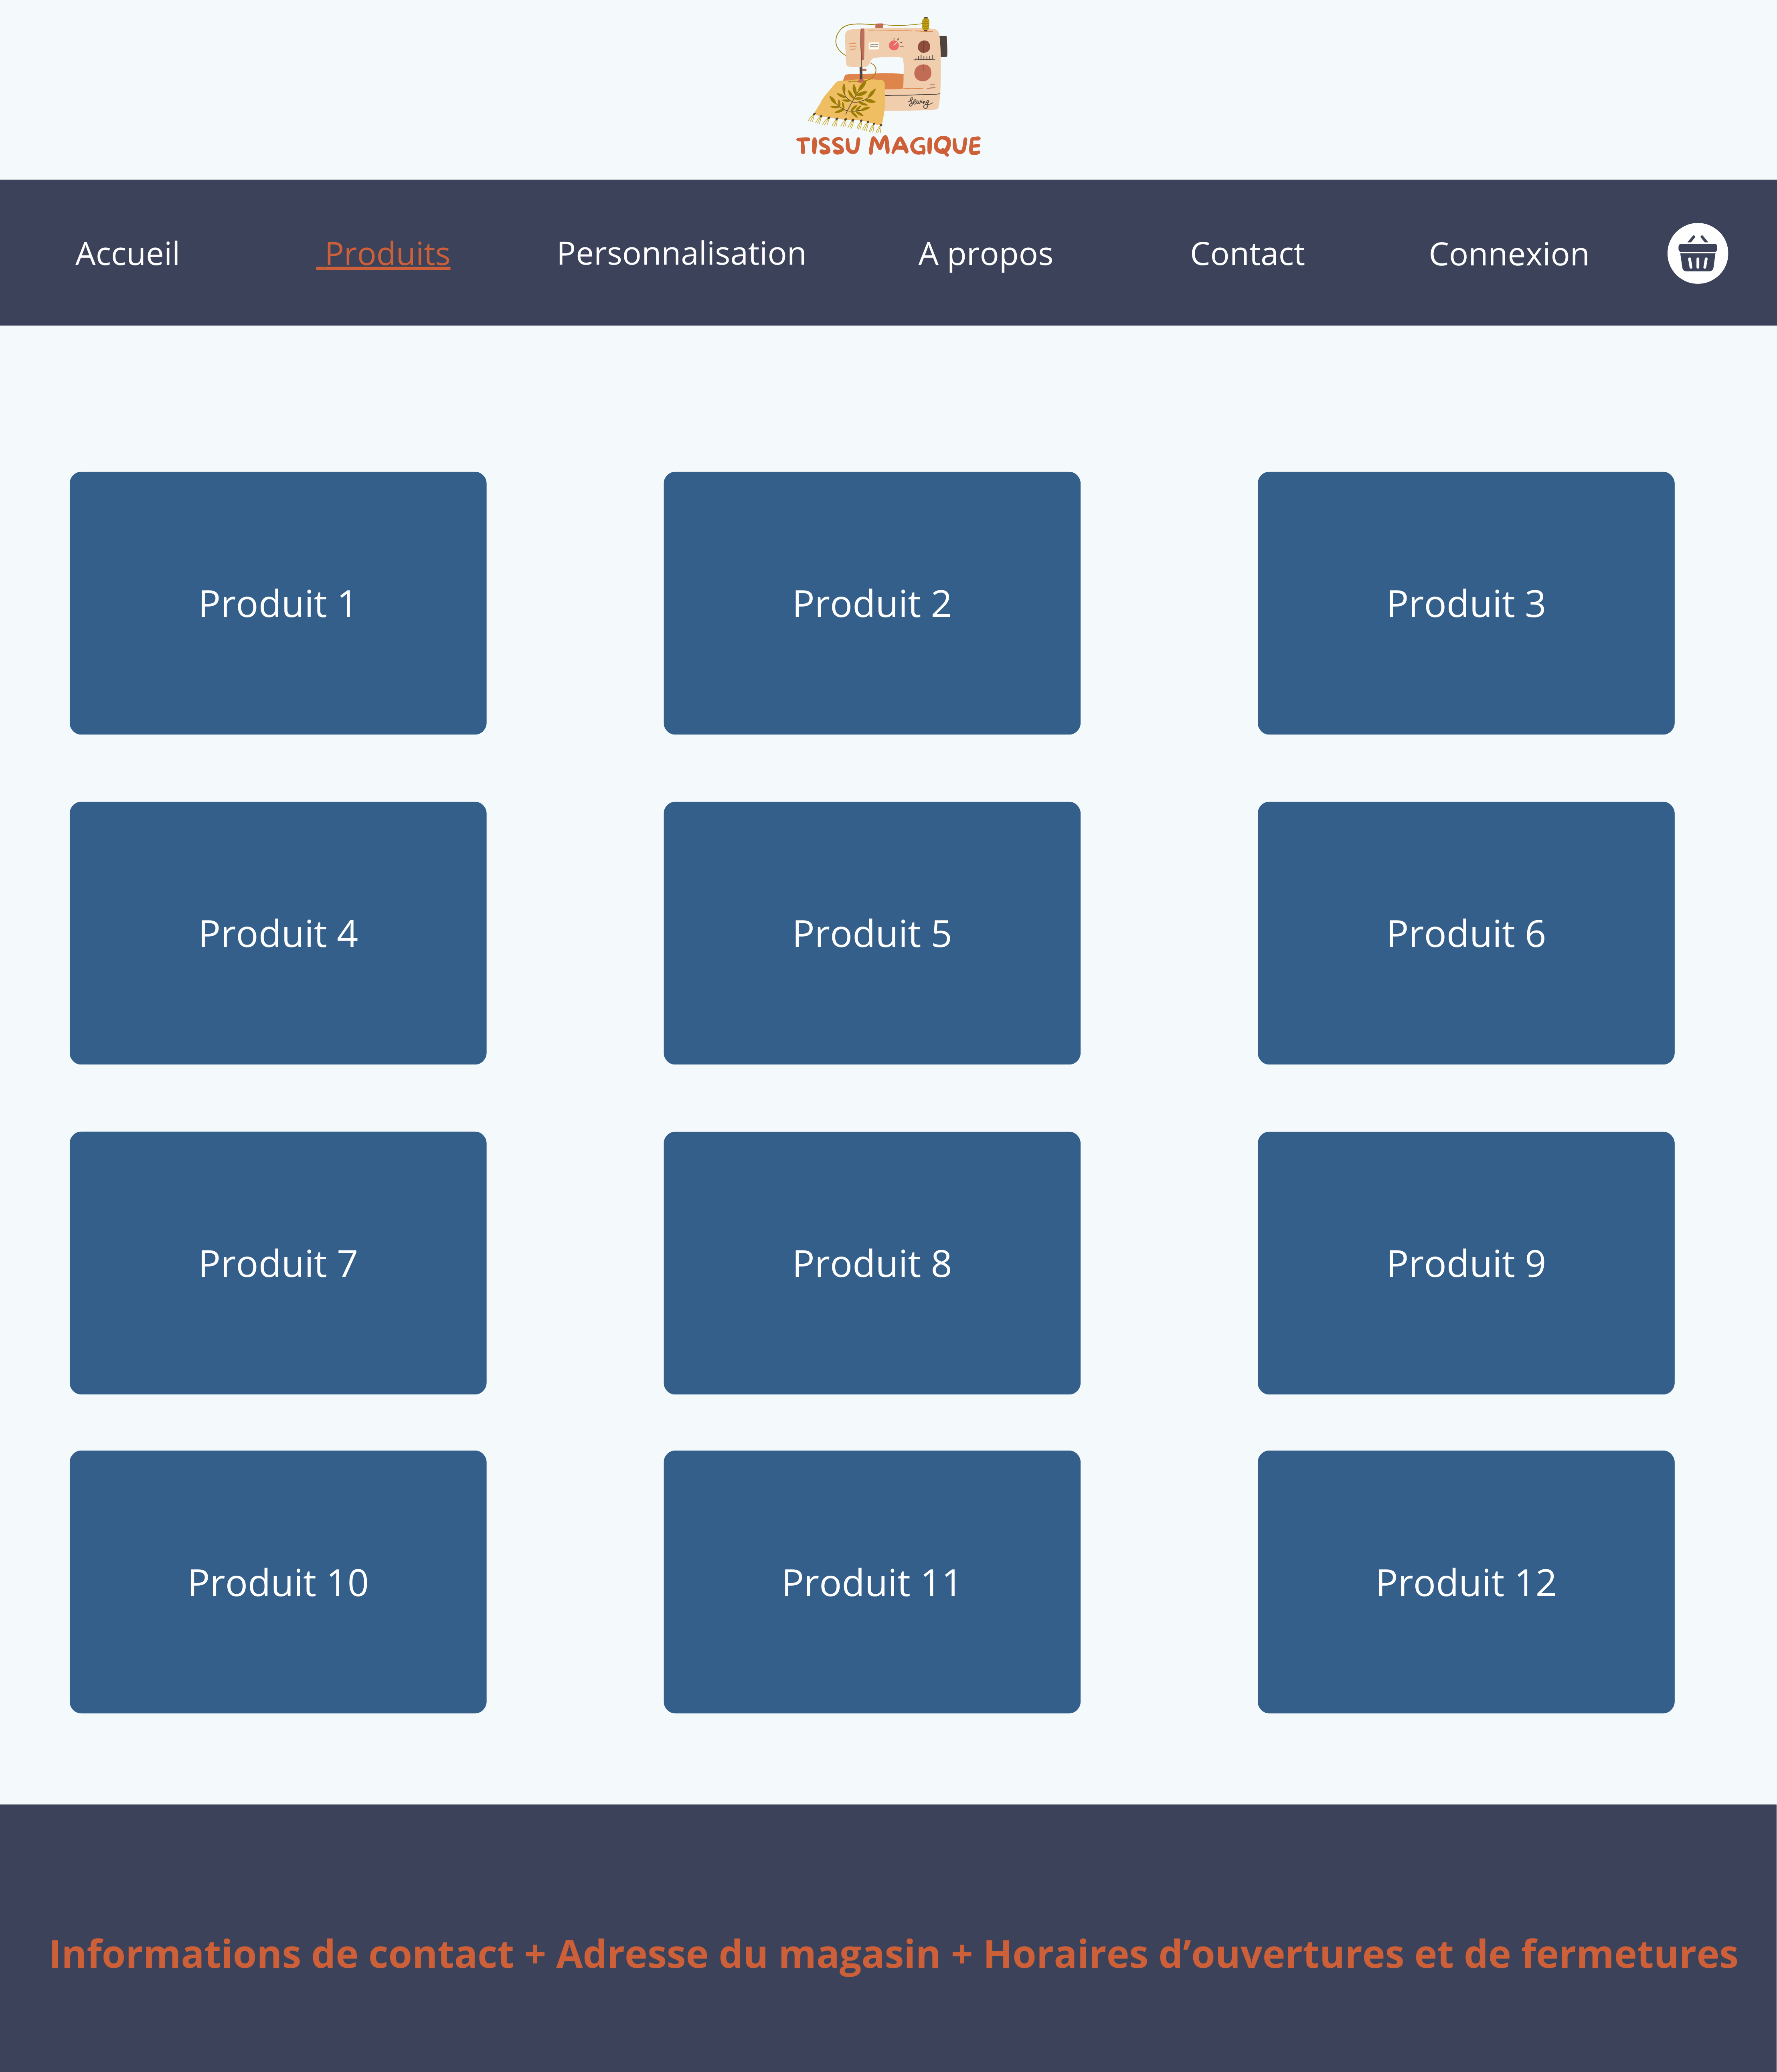 Sewing
TISSU MAGIQUE
Accueil Produits Personnalisation A propos Contact Connexion
Produit 1 Produit 2 Produit 3
Produit 4 Produit 5 Produit 6
Produit 7 Produit 8 Produit 9
Produit 10 Produit 11 Produit 12
Informations de contact + Adresse du magasin + Horaires d’ouvertures et de fermetures